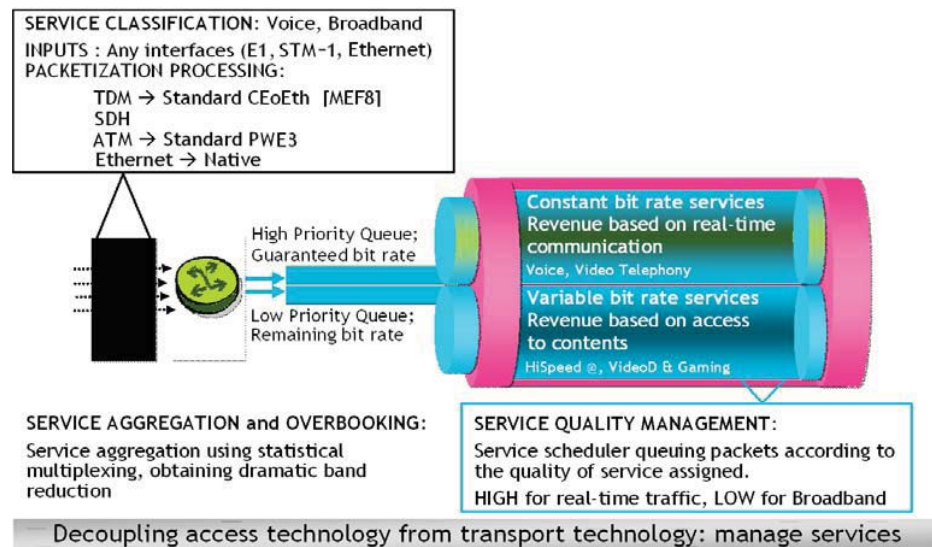 SERVICE CLASSIFICATION: Voice, Broadband
INPUTS : Any interfaces (E1, STM-1, Ethernet)
PACKETIZATION PROCESSING:
TDM → Standard CEoEth [MEF8]
SDH
ATM → Standard PWE3
Ethernet → Native
High Priority Queue;
Guaranteed bit rate
Low Priority Queue;
Remaining bit rate
Constant bit rate services
Revenue based on real-time
communication
Voice, Video Telephony
Variable bit rate services
Revenue based on access
to contents
HiSpeed @, VideoD & Gaming
SERVICE AGGREGATION and OVERBOOKING:
Service aggregation using statistical
multiplexing, obtaining dramatic band
reduction
SERVICE QUALITY MANAGEMENT:
Service scheduler queuing packets according to
the quality of service assigned.
HIGH for real-time traffic, LOW for Broadband
Decoupling access technology from transport technology: manage services